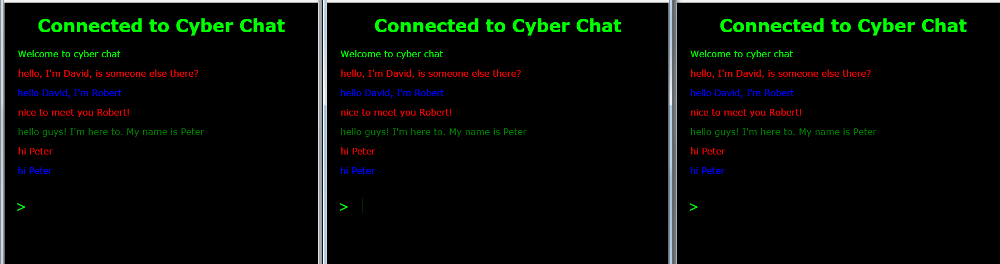 Connected to Cyber Chat
Welcome to cyber chat
hello, I'm David, is someone else there?
hello David, I'm Robert
nice to meet you Robert!
hello guys! I'm here to. My name is Peter
hi Peter
hi Peter
>
Connected to Cyber Chat
Welcome to cyber chat
hello, I'm David, is someone else there?
hello David, I'm Robert
nice to meet you Robert!
hello guys! I'm here to. My name is Peter
hi Peter
hi Peter
>
Connected to Cyber Chat
Welcome to cyber chat
hello, I'm David, is someone else there?
hello David, I'm Robert
nice to meet you Robert!
hello guys! I'm here to. My name is Peter
hi Peter
hi Peter
>